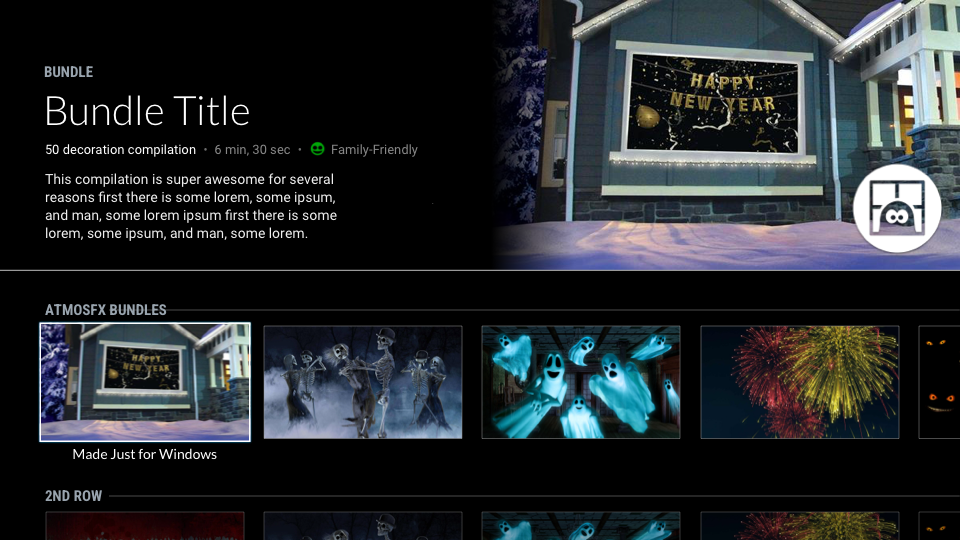 BUNDLE
Bundle Title
50 decoration compilation • 6 min, 30 sec • Family-Friendly
This compilation is super awesome for several
reasons first there is some lorem, some ipsum,
and man, some lorem ipsum first there is some
lorem, some ipsum, and man, some lorem.
HAPPY
NEW YEAR
ATMOSFX BUNDLES
HAPPY
NEW YEAR
Made Just for Windows
2ND ROW